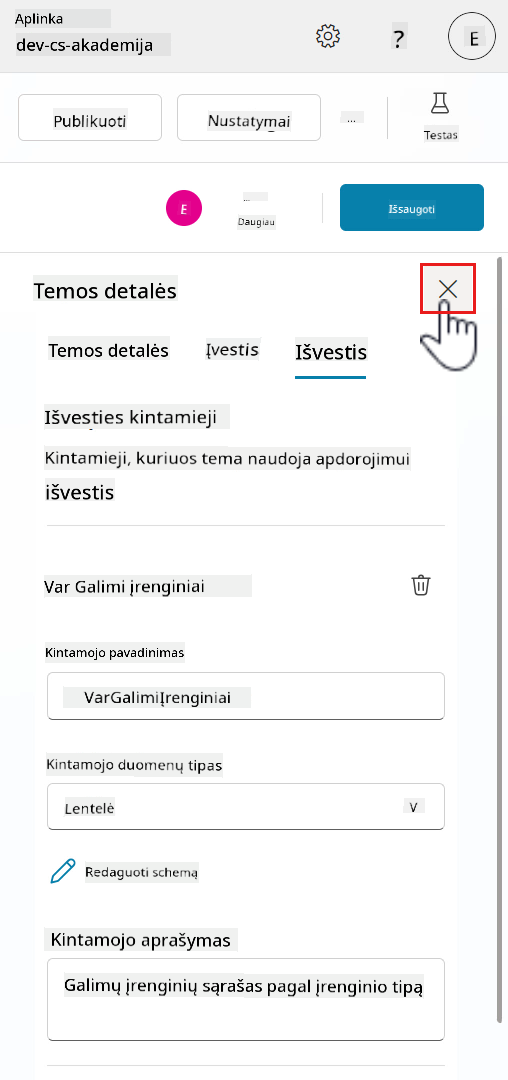 Aplinka
dev-cs-akademija
?
E
Publikuoti
Nustatymai
...
Testas
E
...
Daugiau
Išsaugoti
Temos detalės
Temos detalės
Įvestis
Išvestis
Išvesties kintamieji
Kintamieji, kuriuos tema naudoja apdorojimui
išvestis
Var Galimi įrenginiai
Kintamojo pavadinimas
VarGalimiĮrenginiai
Kintamojo duomenų tipas
Lentelė
V
Redaguoti schemą
Kintamojo aprašymas
Galimų įrenginių sąrašas pagal įrenginio tipą